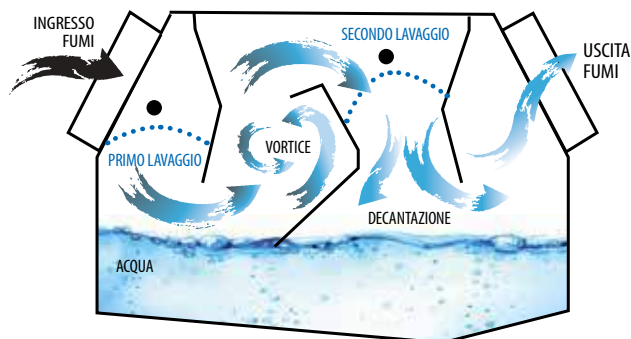 INGRESSO
FUMI
SECONDO LAVAGGIO
USCITA
FUMI
PRIMO LAVAGGIO
VORTICE
DECANTAZIONE
ACQUA